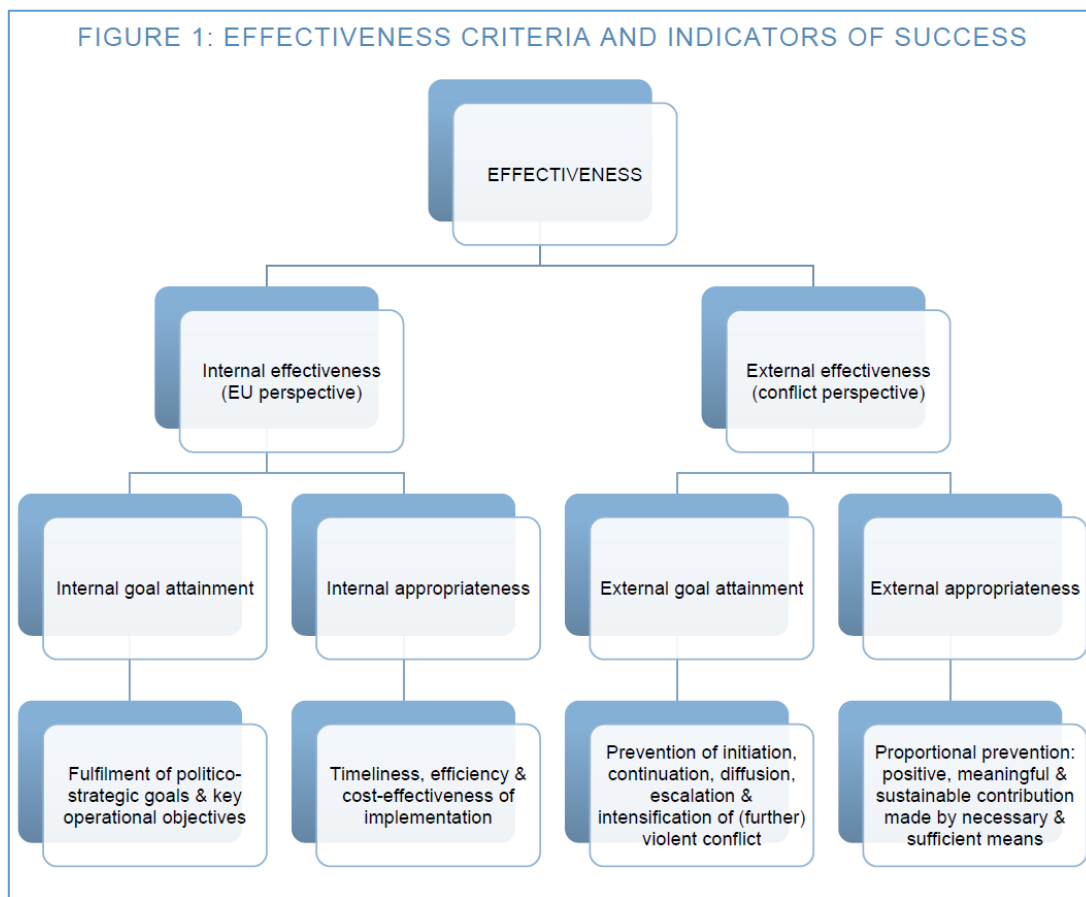 FIGURE 1: EFFECTIVENESS CRITERIA AND INDICATORS OF SUCCESS
EFFECTIVENESS
Internal effectiveness
(EU perspective)
External effectiveness
(conflict perspective)
Internal goal attainment
Internal appropriateness
External goal attainment
External appropriateness
Fulfilment of politico-
strategic goals & key
operational objectives
Timeliness, efficiency &
cost-effectiveness of
implementation
Prevention of initiation,
continuation, diffusion,
escalation &
intensification of (further)
violent conflict
Proportional prevention:
positive, meaningful &
sustainable contribution
made by necessary &
sufficient means